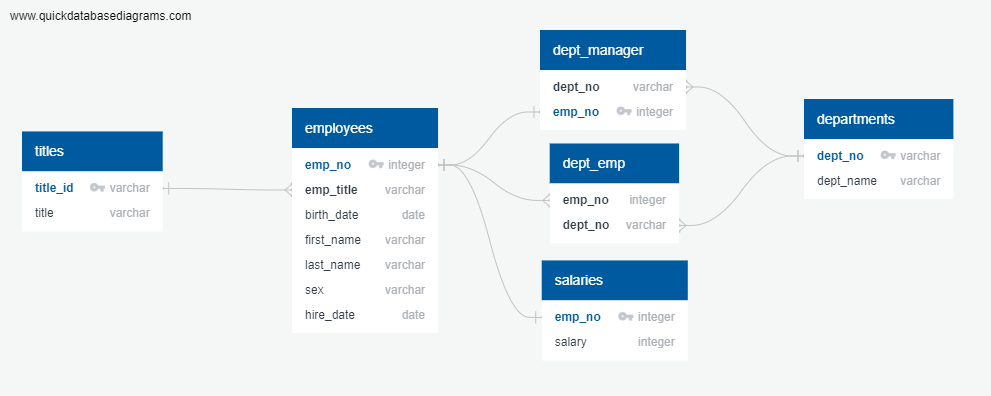 www.quickdatabasediagrams.com
titles
title_id varchar
title varchar
employees
emp_no integer
emp_title varchar
birth_date date
first_name varchar
last_name varchar
sex varchar
hire_date date
dept_manager
dept_no varchar
emp_no integer
dept_emp
emp_no integer
dept_no varchar
salaries
emp_no integer
salary integer
departments
dept_no varchar
dept_name varchar